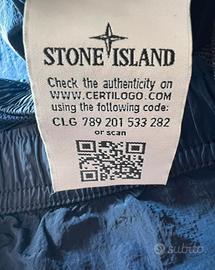 STONE ISLAND
Check the authenticity on
WWW.CERTILOGO.COM
using the following code:
CLG 789 201 533 282
or scan
subito